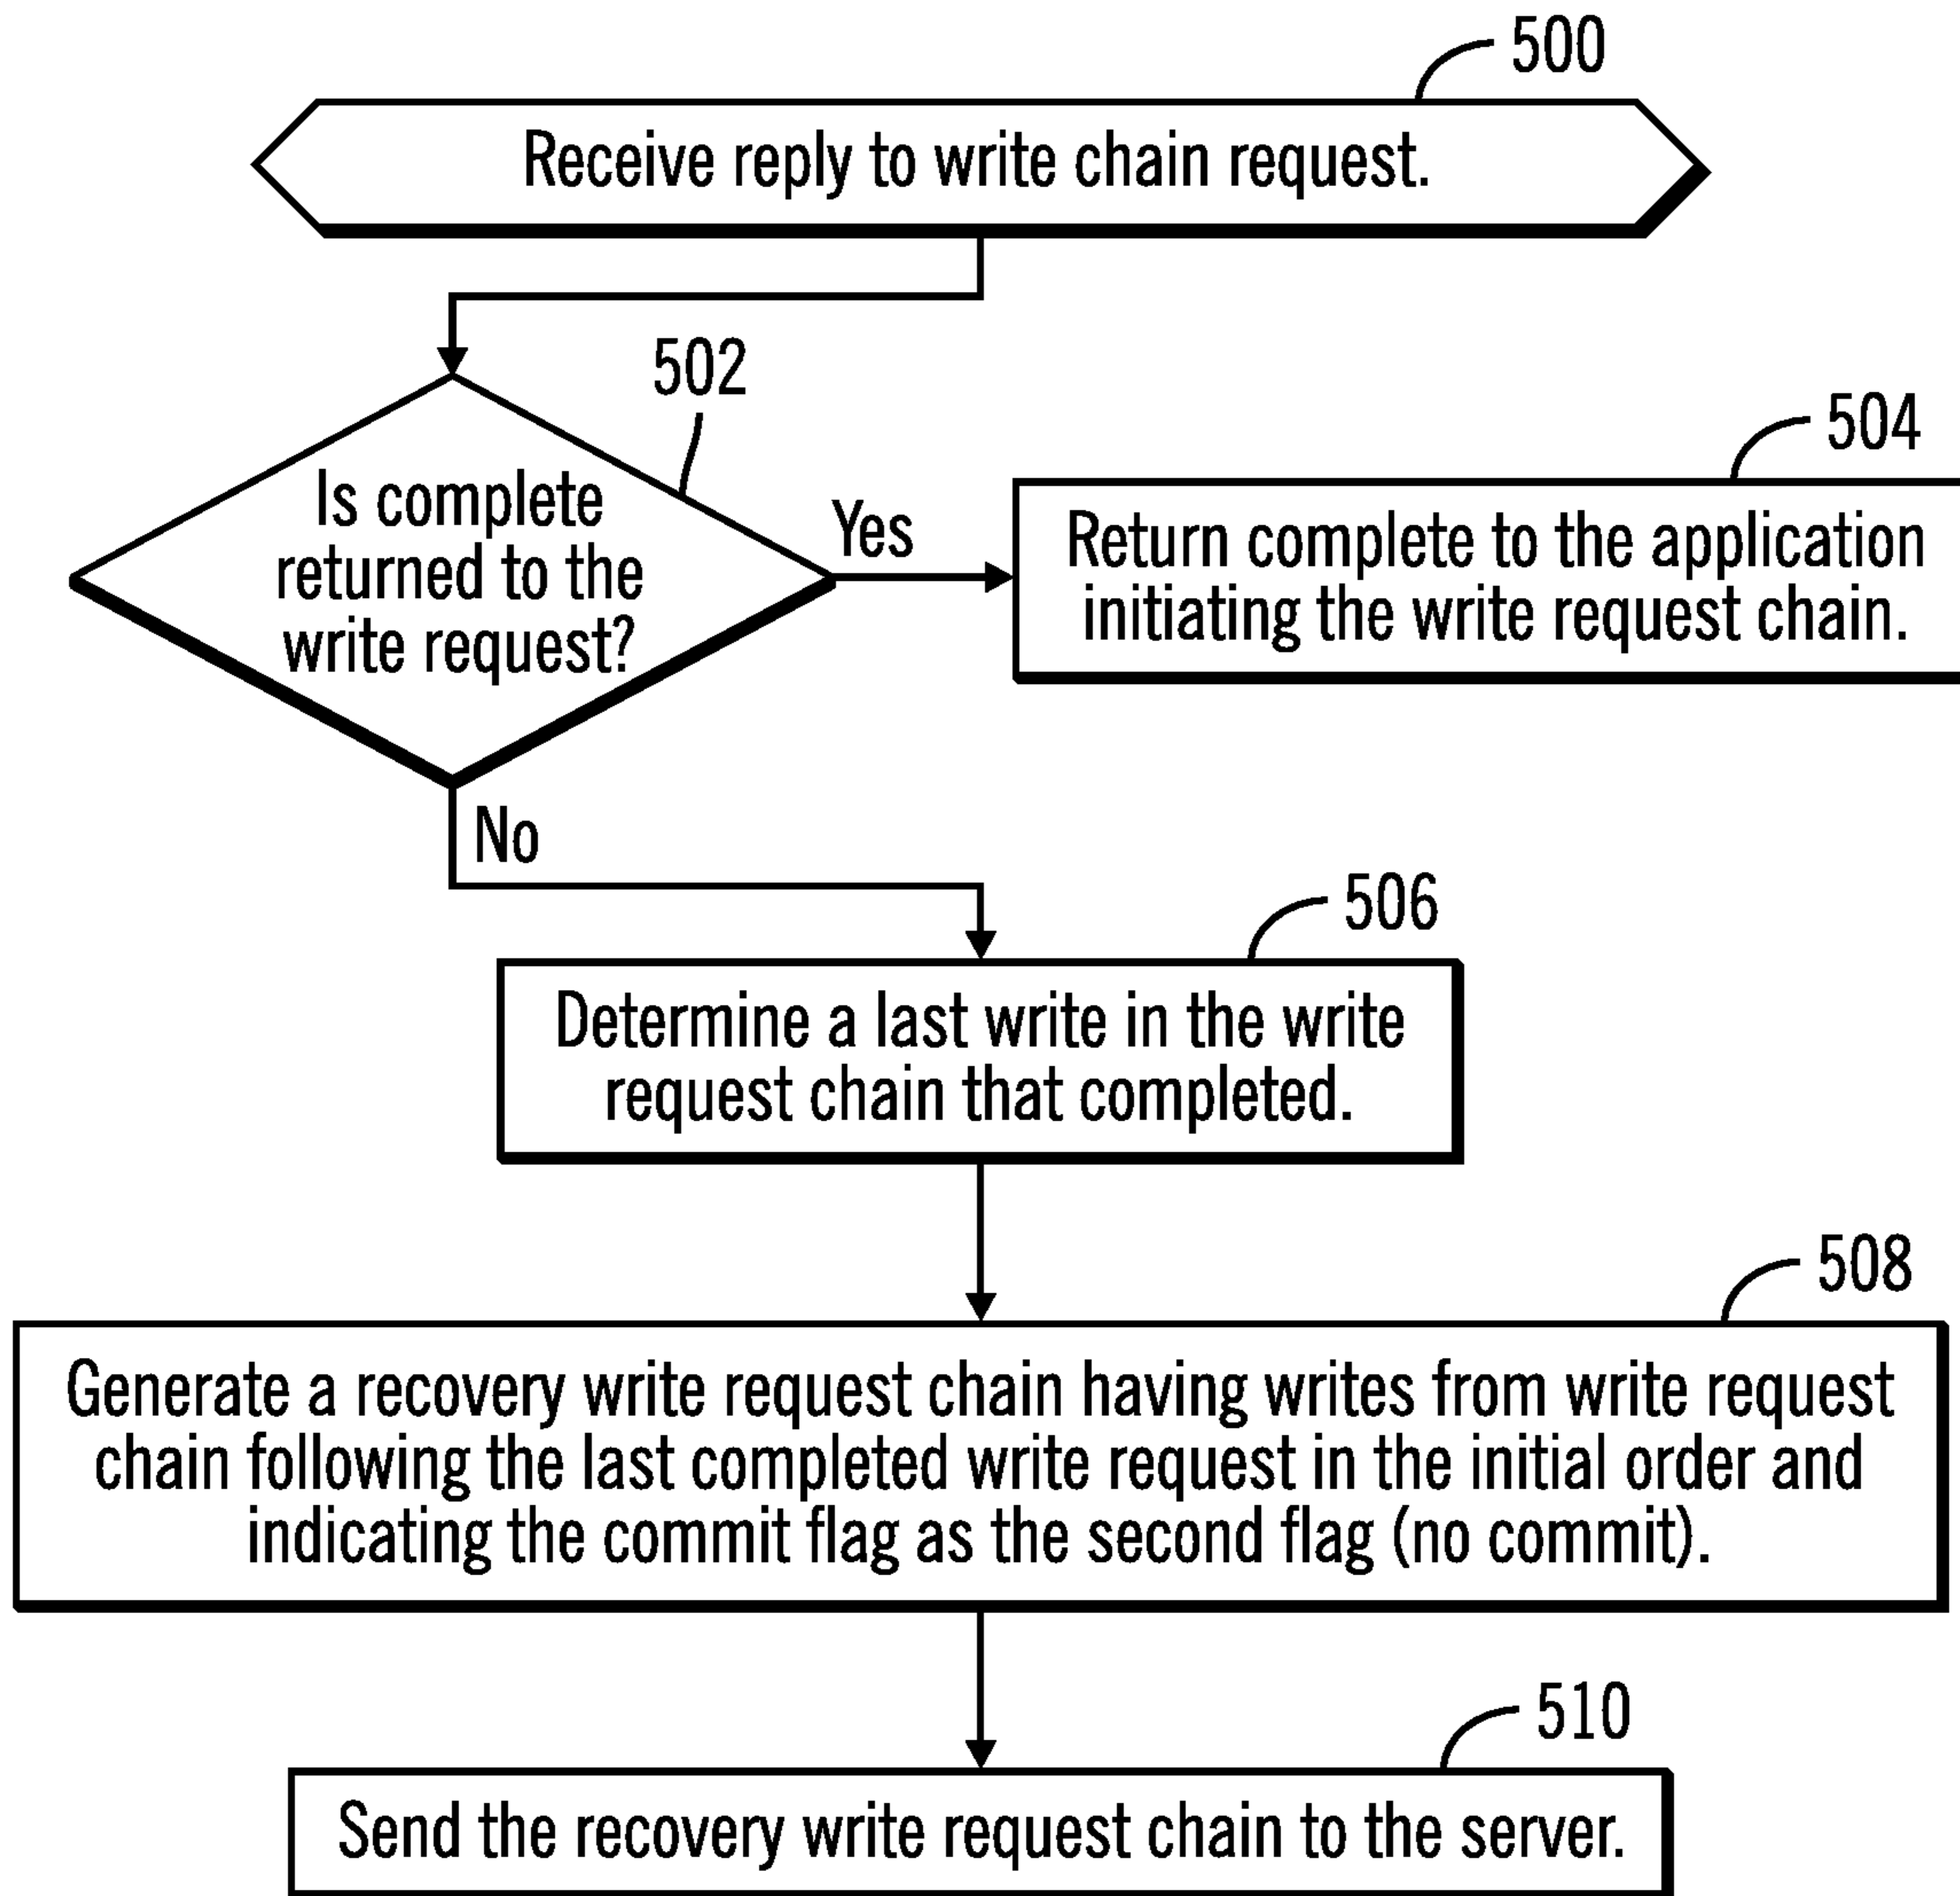 500
Receive reply to write chain request.
502
Is complete
returned to the
write request?
Yes
504
Return complete to the application
initiating the write request chain.
No
506
Determine a last write in the write
request chain that completed.
508
Generate a recovery write request chain having writes from write request
chain following the last completed write request in the initial order and
indicating the commit flag as the second flag (no commit).
510
Send the recovery write request chain to the server.